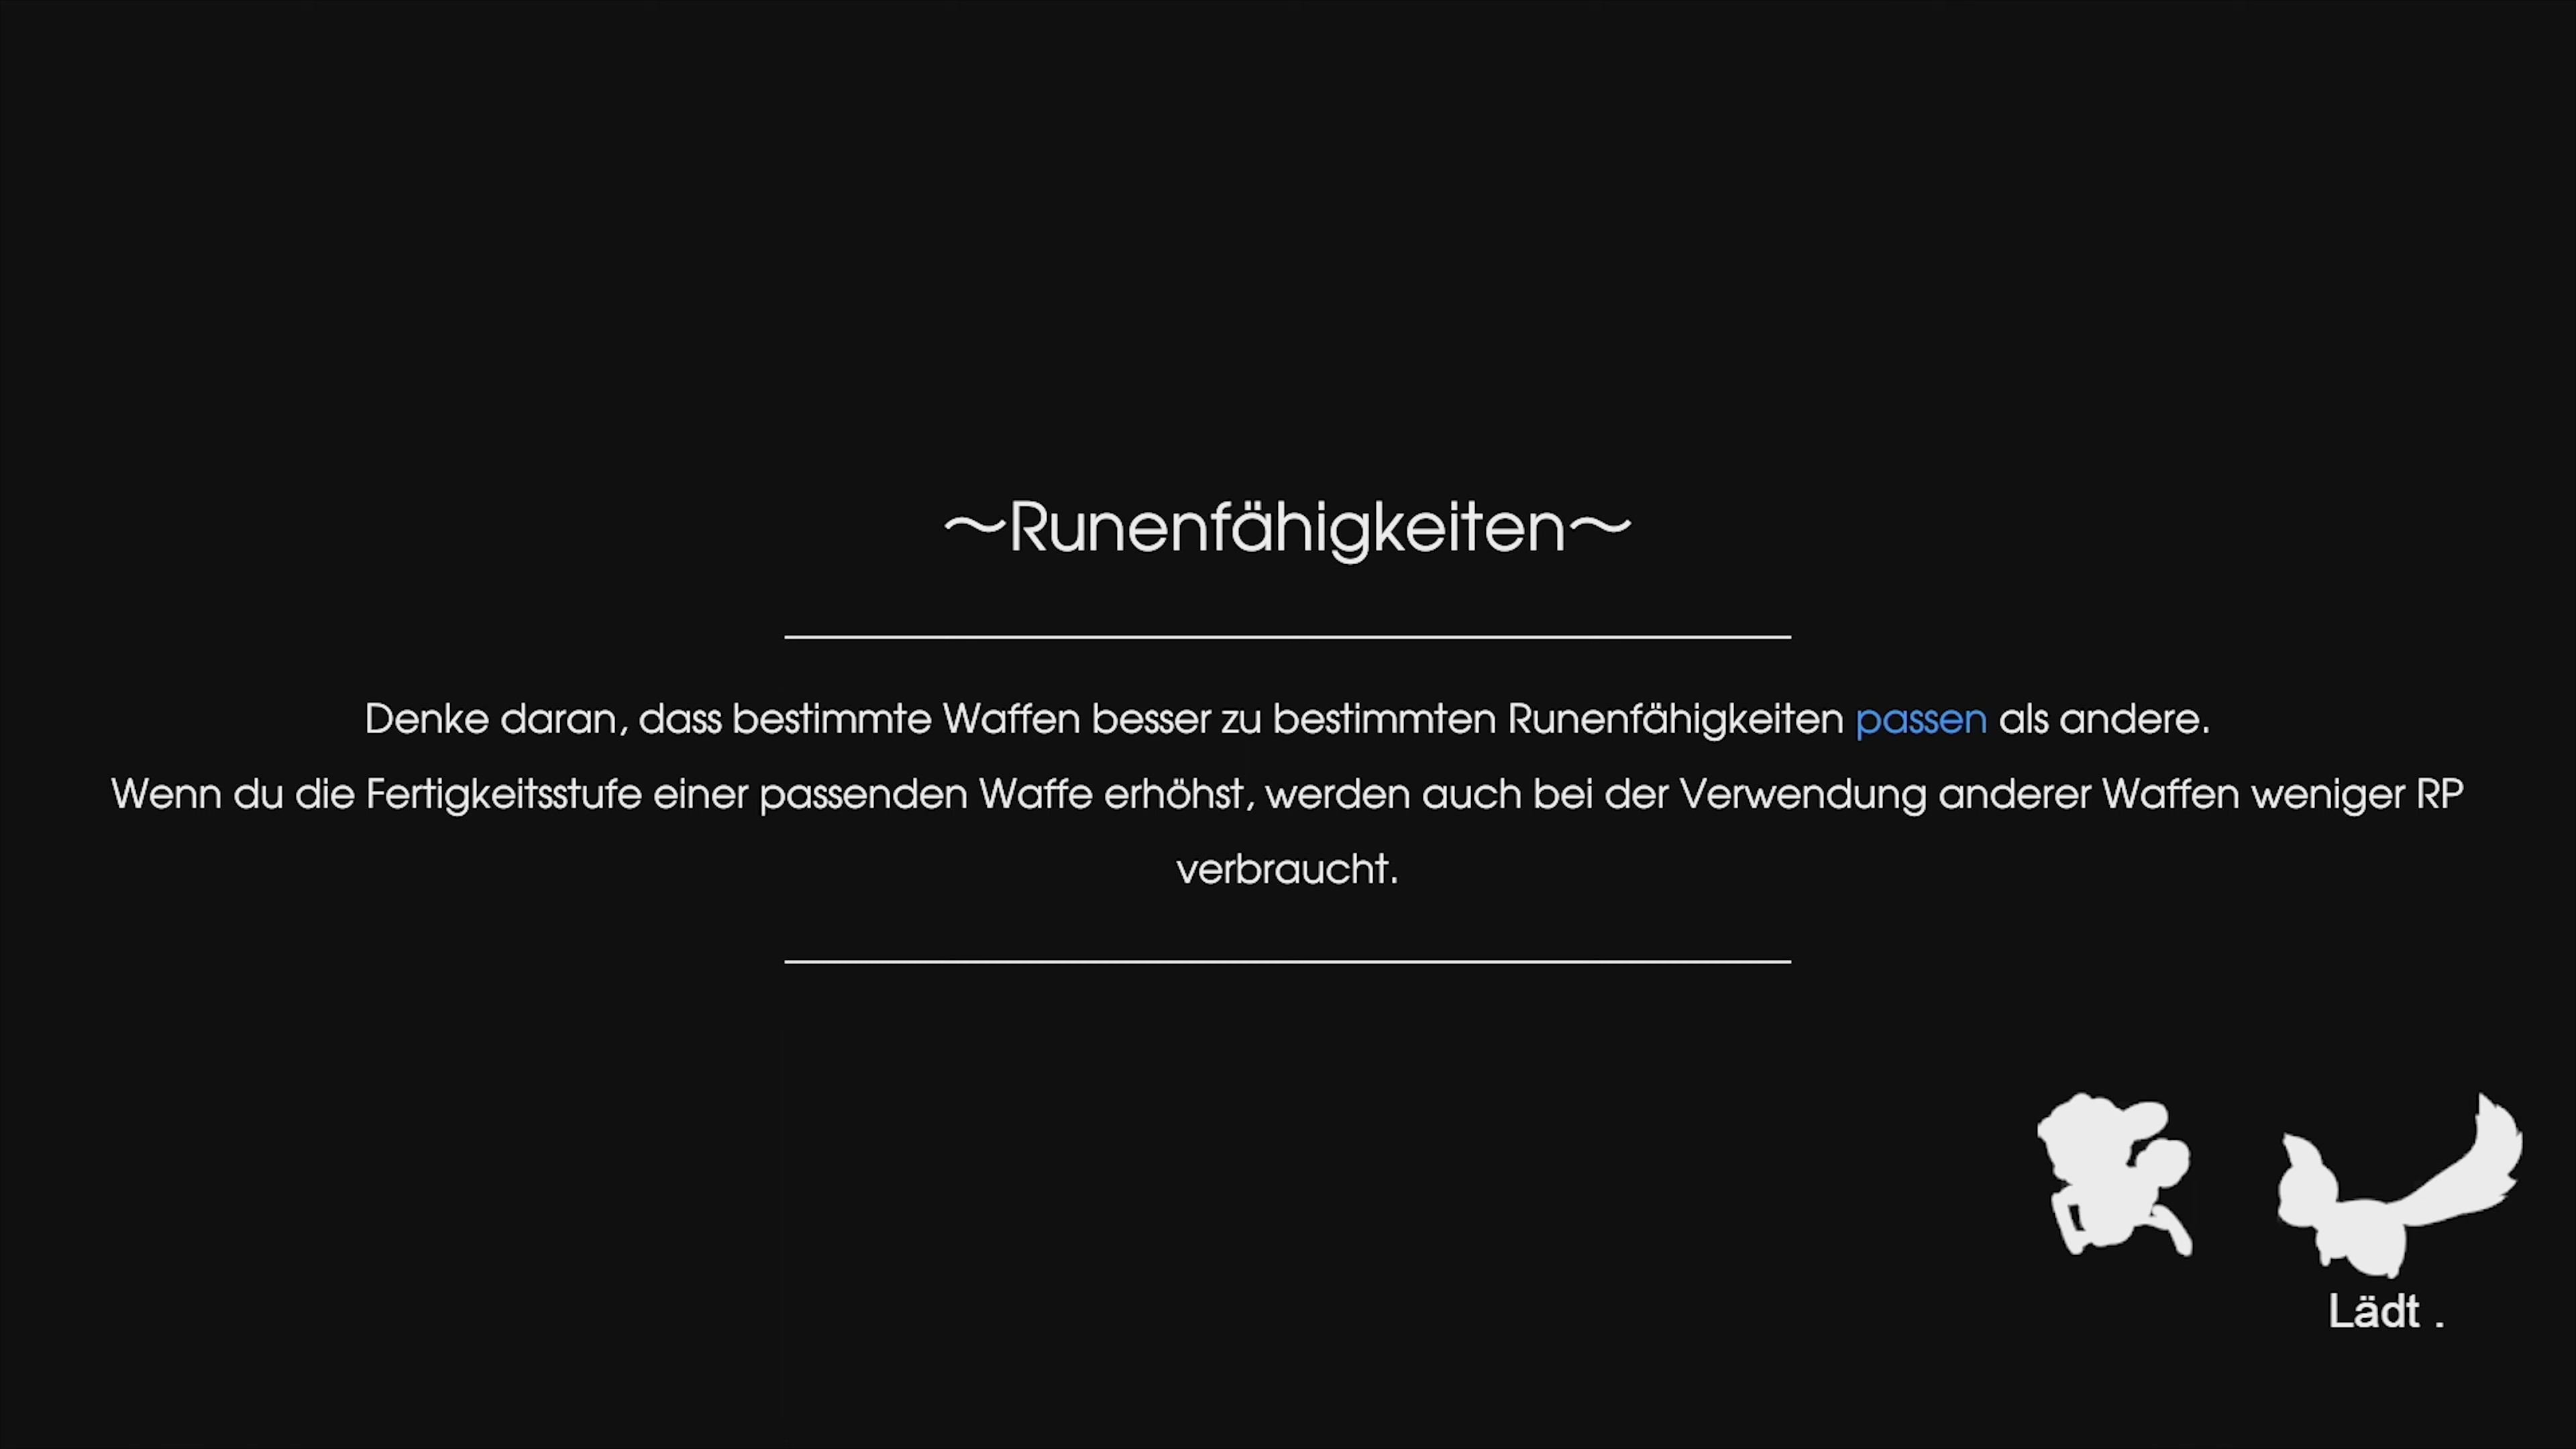 ～Runenfähigkeiten～
Denke daran, dass bestimmte Waffen besser zu bestimmten Runenfähigkeiten passen als andere.
Wenn du die Fertigkeitsstufe einer passenden Waffe erhöhst, werden auch bei der Verwendung anderer Waffen weniger RP
verbraucht.
Lädt .